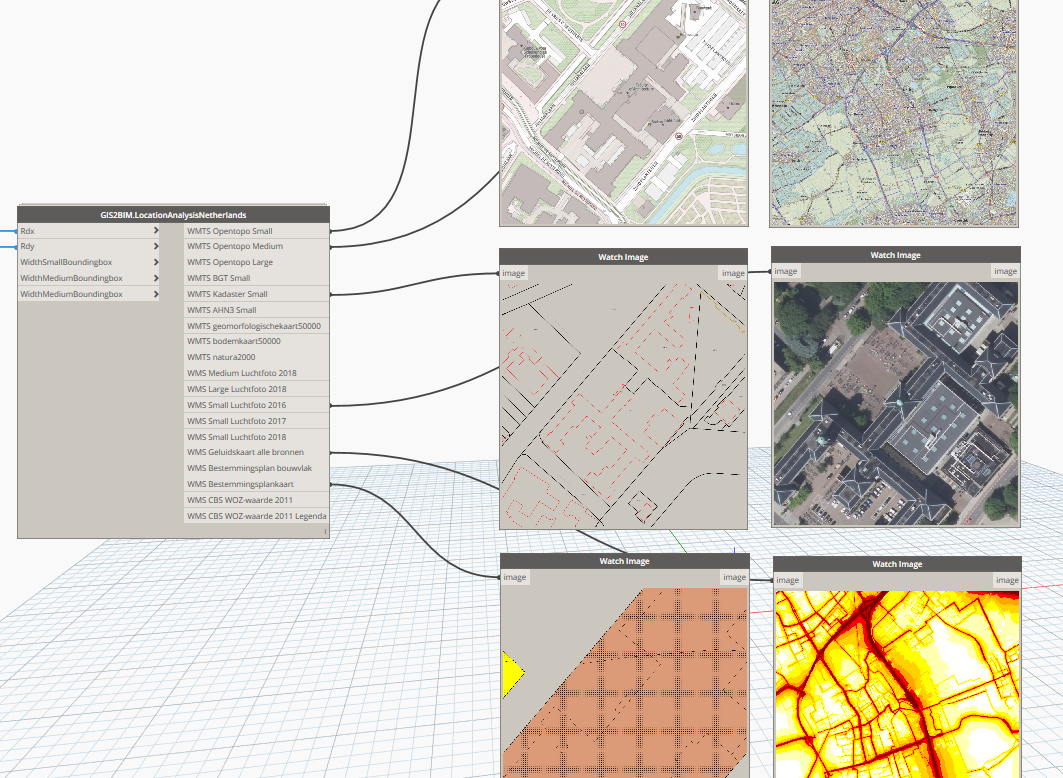 GIS2BIM.LocationAnalysisNetherlands
Rdx
Rdy
WidthSmallBoundingbox
WidthMediumBoundingbox
WidthMediumBoundingbox
WMTS Opentopo Small
WMTS Opentopo Medium
WMTS Opentopo Large
WMTS BGT Small
WMTS Kadaster Small
WMTS AHN3 Small
WMTS geomorfologischekaart50000
WMTS bodemkaart50000
WMTS natura2000
WMS Medium Luchtfoto 2018
WMS Large Luchtfoto 2018
WMS Small Luchtfoto 2016
WMS Small Luchtfoto 2017
WMS Small Luchtfoto 2018
WMS Geluidskaart alle bronnen
WMS Bestemmingsplan bouwvlak
WMS Bestemmingsplankaart
WMS CBS WOZ-waarde 2011
WMS CBS WOZ-waarde 2011 Legenda
Watch Image
image
image
Watch Image
image
image
Watch Image
image
image
Watch Image
image
image